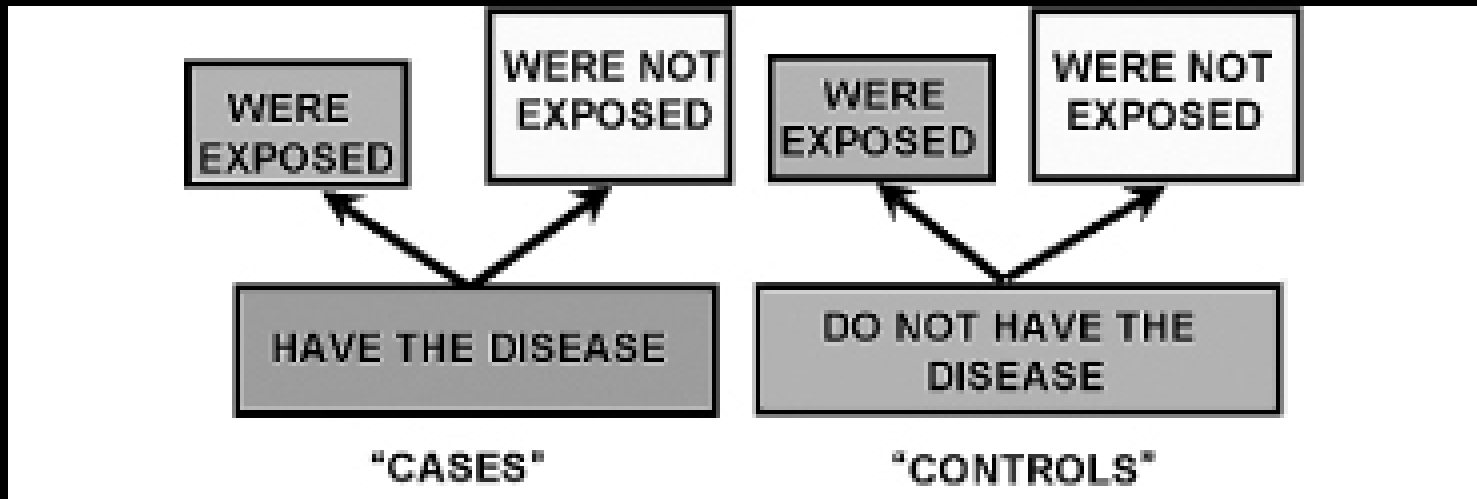 WERE
EXPOSED
WERE NOT
EXPOSED
WERE
EXPOSED
WERE NOT
EXPOSED
HAVE THE DISEASE
DO NOT HAVE THE
DISEASE
"CASES"
"CONTROLS"